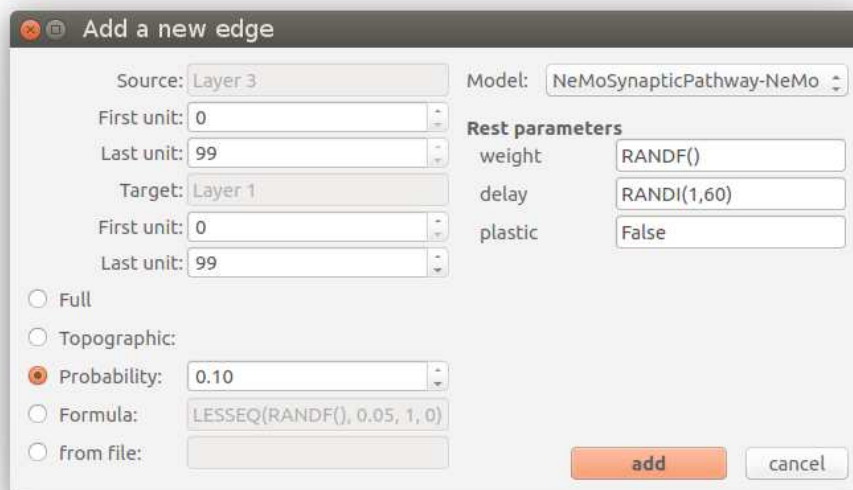 Add a new edge
Source: Layer 3
First unit: 0
Last unit: 99
Target: Layer 1
First unit: 0
Last unit: 99
Full
Topographic:
Probability: 0.10
Formula: LESSEQ(RANDF(), 0.05, 1, 0)
from file:
Model: NeMoSynapticPathway-NeMo
Rest parameters
weight RANDF()
delay RANDI(1,60)
plastic False
add cancel